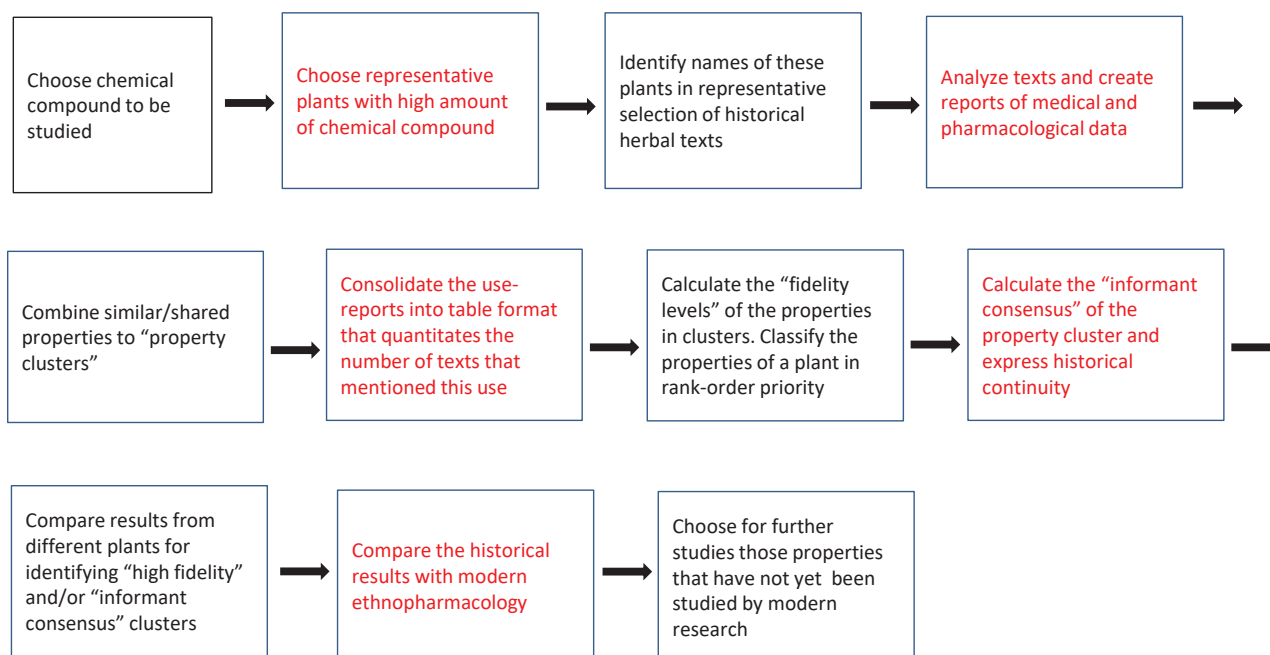 Choose chemical
compound to be
studied
Choose representative
plants with high amount
of chemical compound
Identify names of these
plants in representative
selection of historical
herbal texts
Analyze texts and create
reports of medical and
pharmacological data
Combine similar/shared
properties to “property
clusters”
Consolidate the use-
reports into table format
that quantitates the
number of texts that
mentioned this use
Calculate the “fidelity
levels” of the properties
in clusters. Classify the
properties of a plant in
rank-order priority
Calculate the “informant
consensus” of the
property cluster and
express historical
continuity
Compare results from
different plants for
identifying “high fidelity”
and/or “informant
consensus” clusters
Compare the historical
results with modern
ethnopharmacology
Choose for further
studies those properties
that have not yet been
studied by modern
research